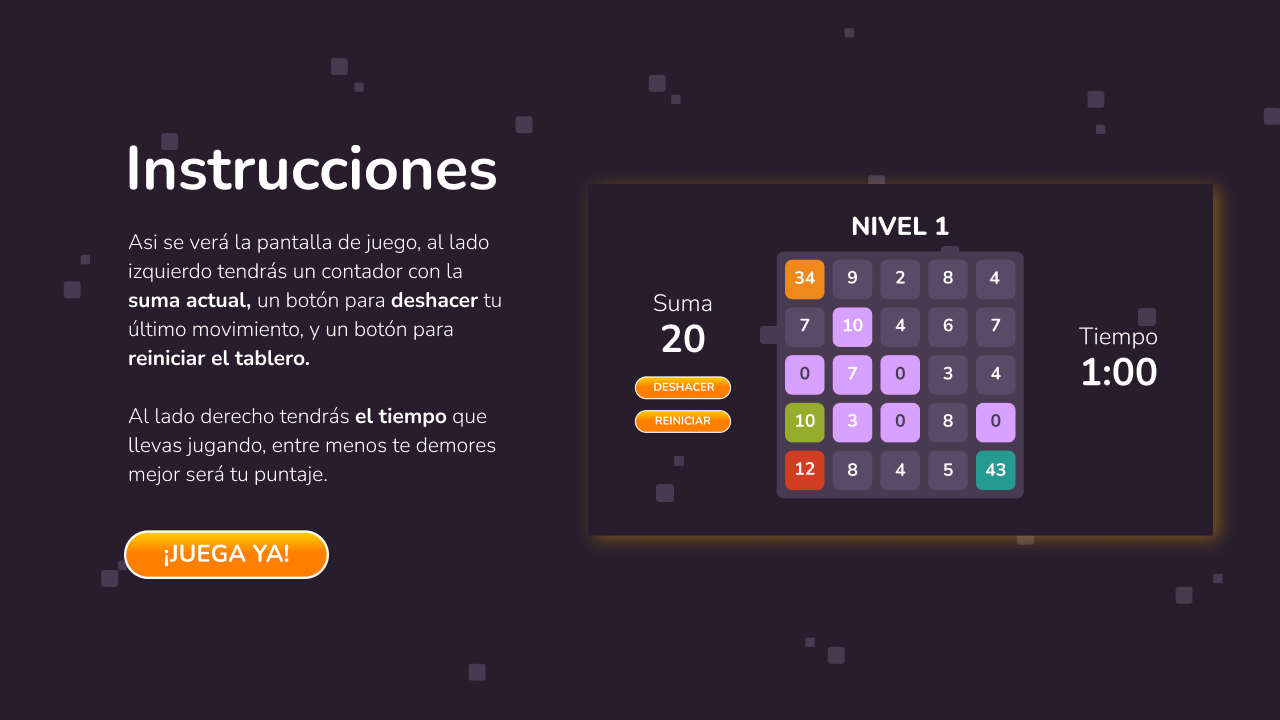 Instrucciones
Asi se verá la pantalla de juego, al lado
izquierdo tendrás un contador con la
suma actual, un botón para deshacer tu
último movimiento, y un botón para
reiniciar el tablero.
Al lado derecho tendrás el tiempo que
llevas jugando, entre menos te demores
mejor será tu puntaje.
¡JUEGA YA!
NIVEL 1
Suma
20
DESHACER
REINICIAR
34 9 2 8 4
7 10 4 6 7
0 7 0 3 4
10 3 0 8 0
12 8 4 5 43
Tiempo
1:00